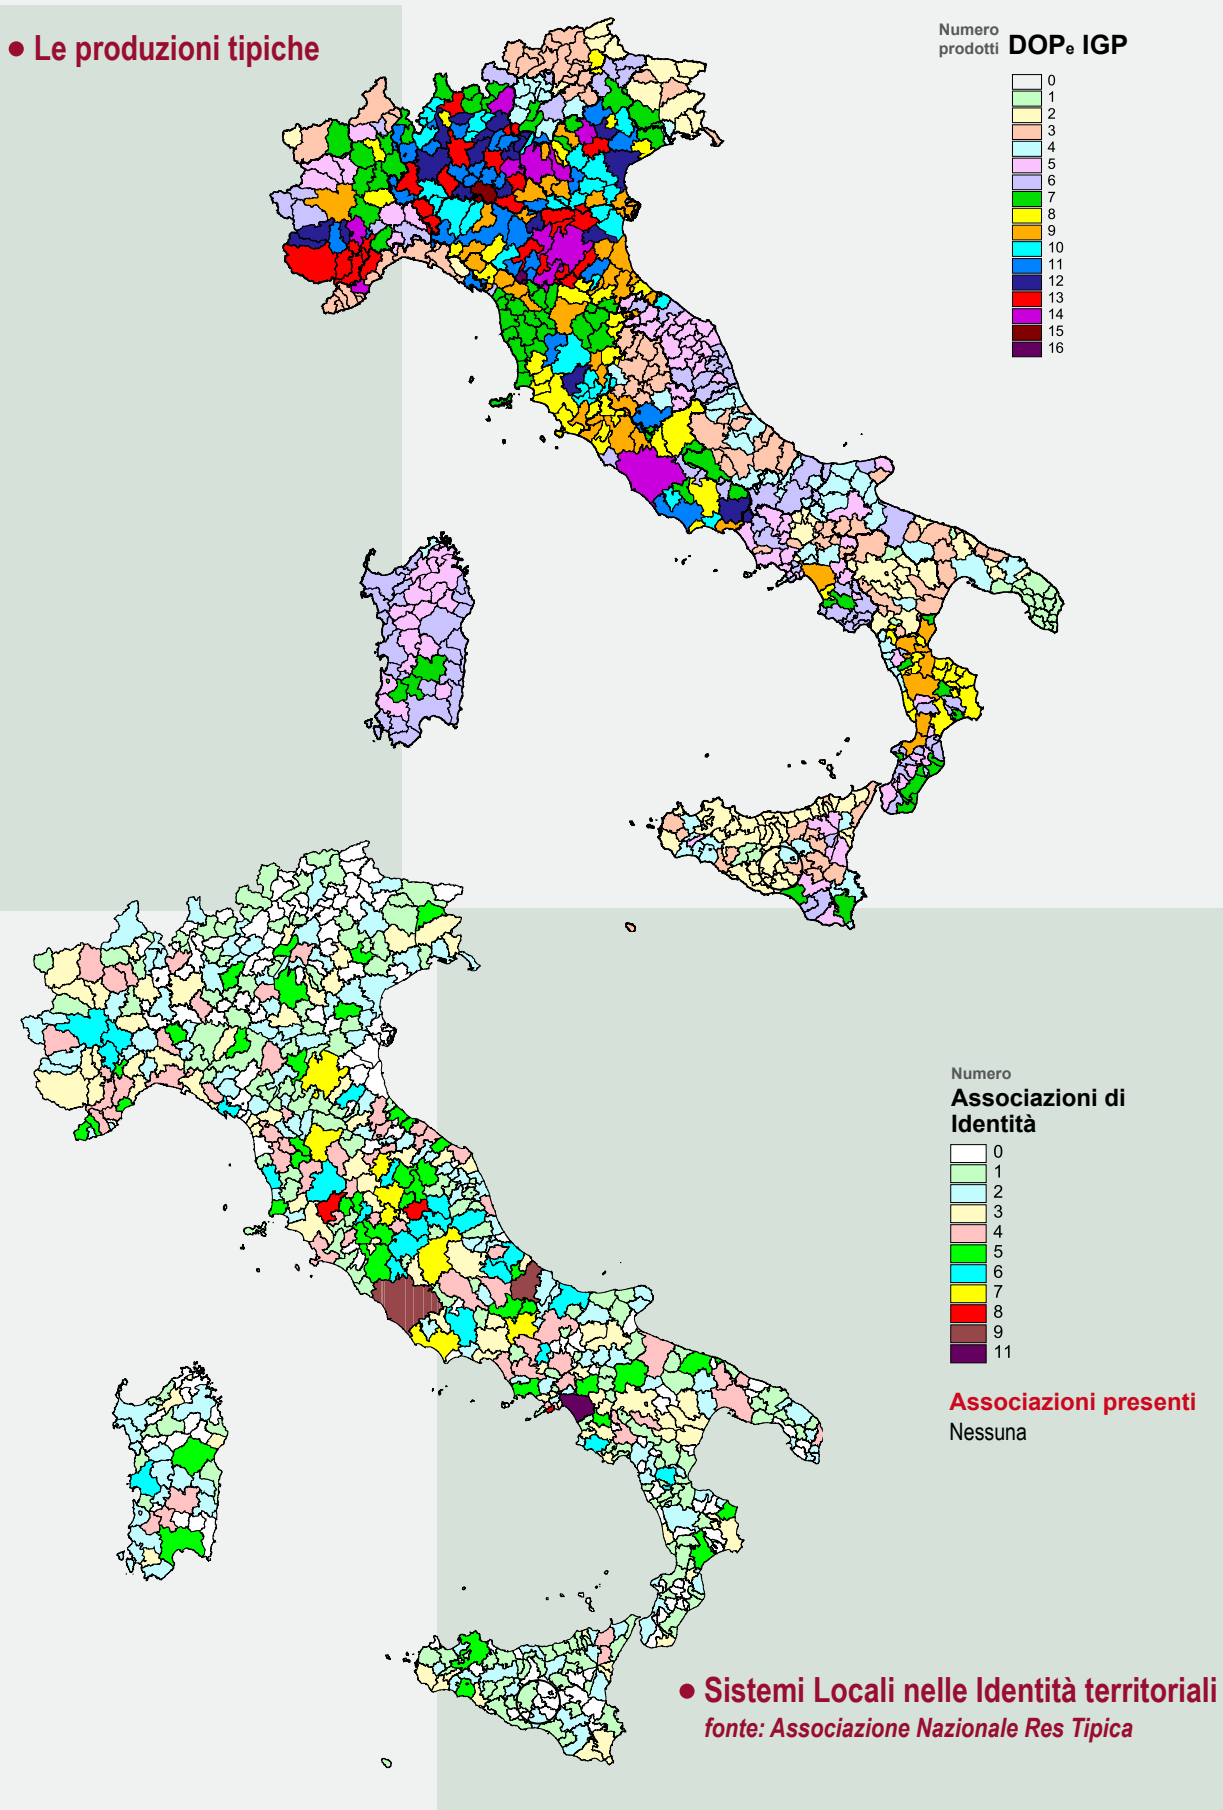 • Le produzioni tipiche
Numero
prodotti DOPe IGP
0
1
2
3
4
5
6
7
8
9
10
11
12
13
14
15
16
Numero
Associazioni di
Identità
0
1
2
3
4
5
6
7
8
9
11
Associazioni presenti
Nessuna
• Sistemi Locali nelle Identità territoriali
fonte: Associazione Nazionale Res Tipica